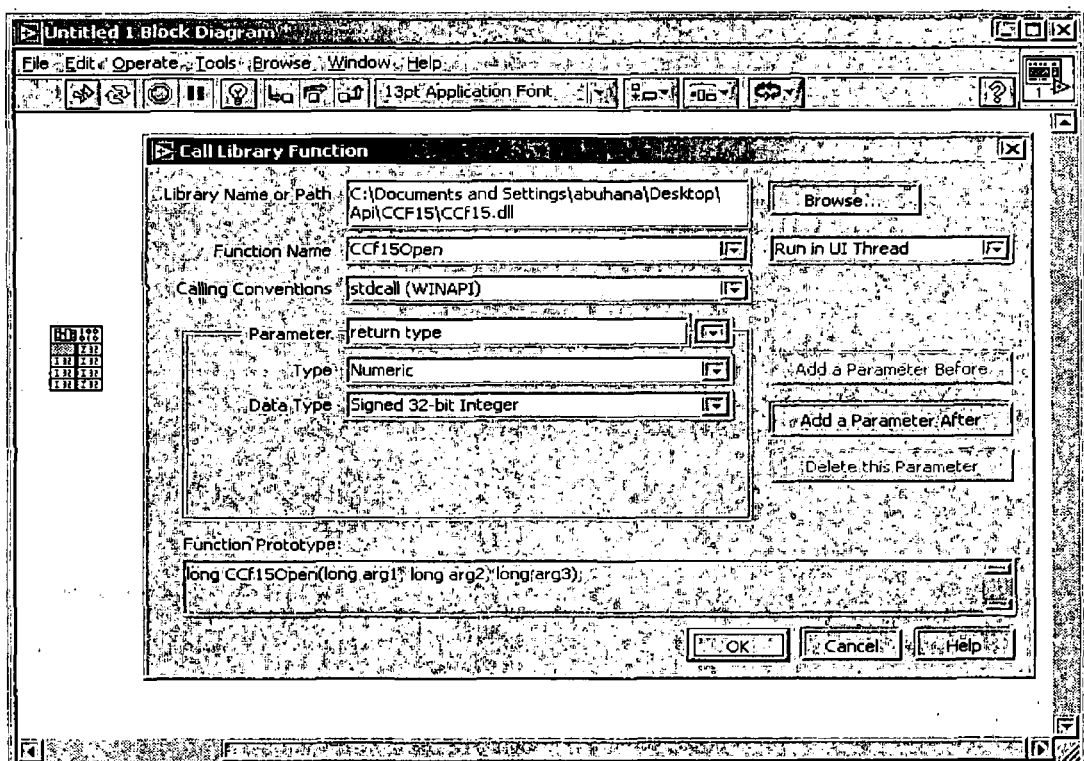 Untitled 1 Block Diagram
File Edit Operate Tools Browse Window Help
13pt Application Font
1
Call Library Function
Library Name or Path
C:\Documents and Settings\abuhana\Desktop\
Api\CCF15\CCf15.dll
Browse...
Function Name
CCf15Open
Run in UI Thread
Calling Conventions
stdcall (WINAPI)
Parameter
return type
Type
Numeric
Add a Parameter Before
Data Type
Signed 32-bit Integer
Add a Parameter After
Delete this Parameter
Function Prototype:
long CCf15Open(long arg1, long arg2, long arg3);
OK
Cancel
Help